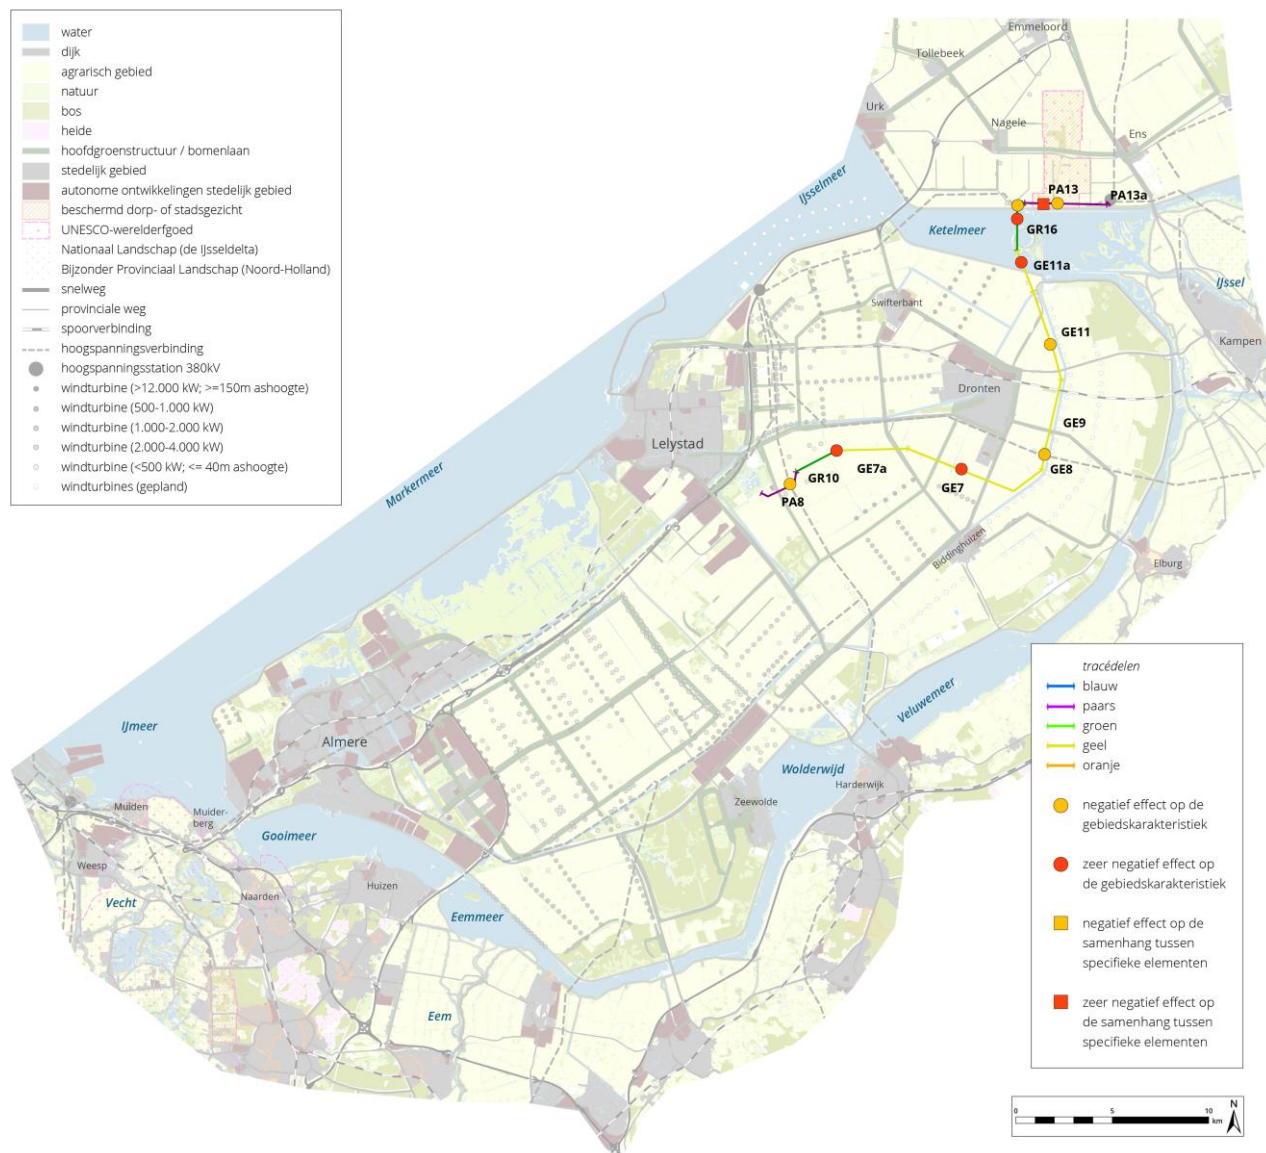 water
dijk
agrarisch gebied
natuur
bos
heide
hoofdgroenstructuur / bomenlaan
stedelijk gebied
autonome ontwikkelingen stedelijk gebied
beschermd dorp- of stadsgezicht
UNESCO-werelderfgoed
Nationaal Landschap (de IJsseldelta)
Bijzonder Provinciaal Landschap (Noord-Holland)
snelweg
provinciale weg
spoorverbinding
hoogspanningsverbinding
hoogspanningsstation 380kV
windturbine (>12.000 kW; >=150m ashoogte)
windturbine (500-1.000 kW)
windturbine (1.000-2.000 kW)
windturbine (2.000-4.000 kW)
windturbine (<500 kW; <= 40m ashoogte)
windturbines (gepland)
Emmeloord
Tollebeek
Urk
Nagele
Ens
PA13
PA13a
IJsselmeer
Ketelmeer
GR16
GE11a
IJssel
Swifterbant
GE11
Kampen
Dronten
GE9
Lelystad
GE7a
GE8
GR10
GE7
PA8
Markermeer
Biddinghuizen
Elburg
Veluwemeer
IJmeer
Almere
Wolderwijd
Harderwijk
Zeewolde
Muiden
Muider-
berg
Gooimeer
Weesp
Naarden
Huizen
Vecht
Eemmeer
Eem
tracédelen
blauw
paars
groen
geel
oranje
negatief effect op de
gebiedskarakteristiek
zeer negatief effect op
de gebiedskarakteristiek
negatief effect op de
samenhang tussen
specifieke elementen
zeer negatief effect op
de samenhang tussen
specifieke elementen
0 5 10
km
N